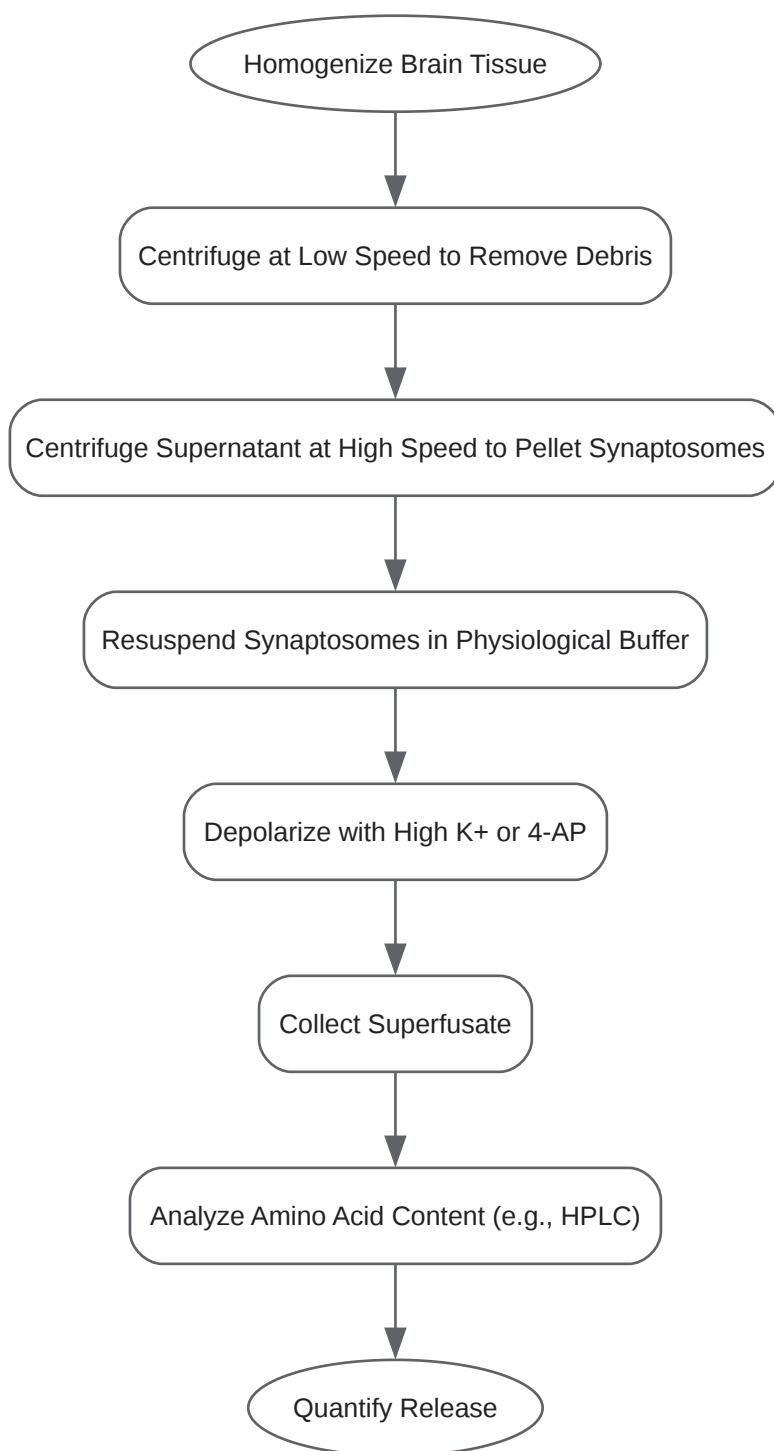 Homogenize Brain Tissue
Centrifuge at Low Speed to Remove Debris
Centrifuge Supernatant at High Speed to Pellet Synaptosomes
Resuspend Synaptosomes in Physiological Buffer
Depolarize with High K+ or 4-AP
Collect Superfusate
Analyze Amino Acid Content (e.g., HPLC)
Quantify Release